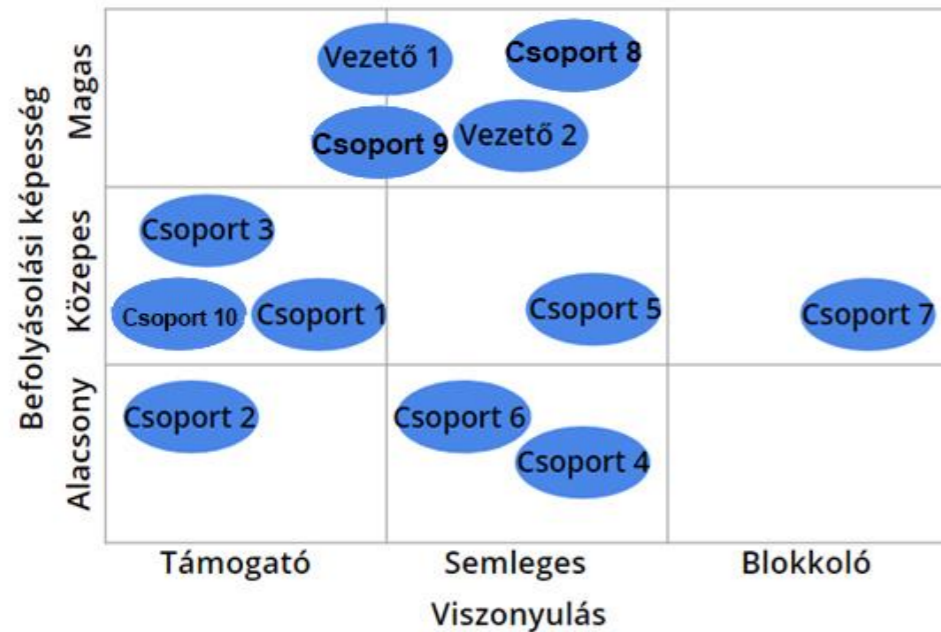 Befolyásolási képesség
Magas
Vezető 1
Csoport 8
Csoport 9
Vezető 2
Közepes
Csoport 3
Csoport 10
Csoport 1
Csoport 5
Csoport 7
Alacsony
Csoport 2
Csoport 6
Csoport 4
Támogató
Semleges
Blokkoló
Viszonyulás